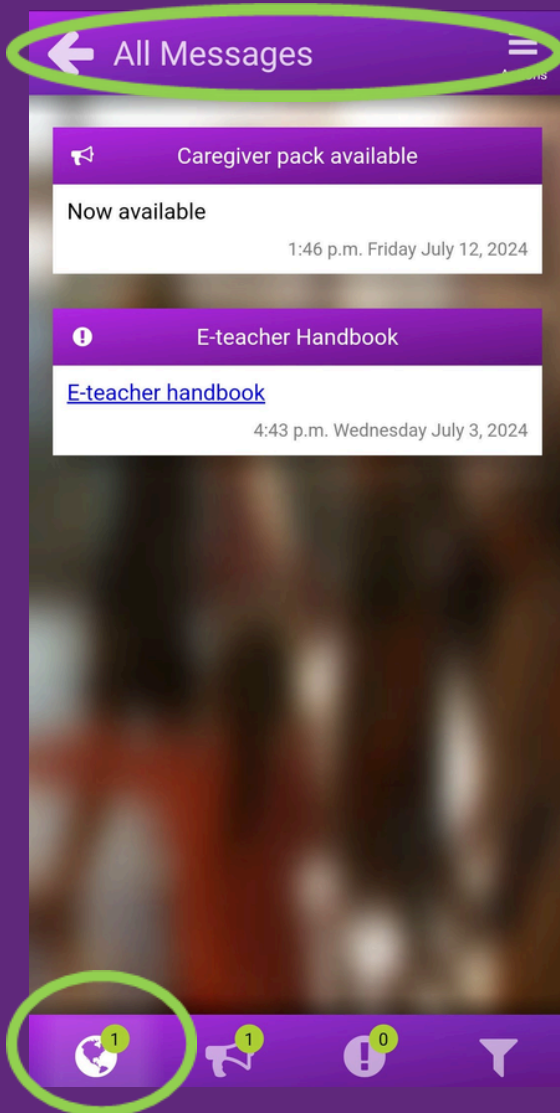 All Messages
Caregiver pack available
Now available
1:46 p.m. Friday July 12, 2024
E-teacher Handbook
E-teacher handbook
4:43 p.m. Wednesday July 3, 2024
1 1 0